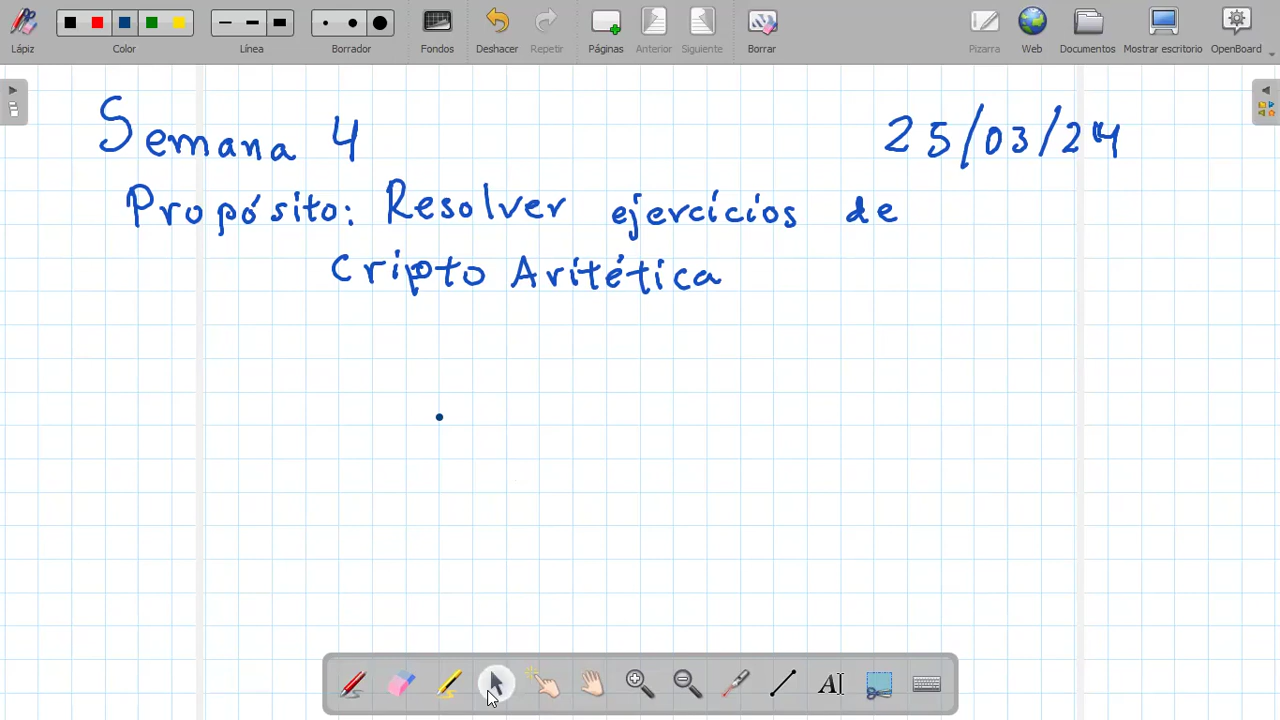 Lápiz Color Línea Borrador Fondos Deshacer Repetir Páginas Anterior Siguiente Borrar Pizarra Web Documentos Mostrar escritorio OpenBoard
Semana 4 25/03/24
Propósito: Resolver ejercicios de
Cripto Aritética